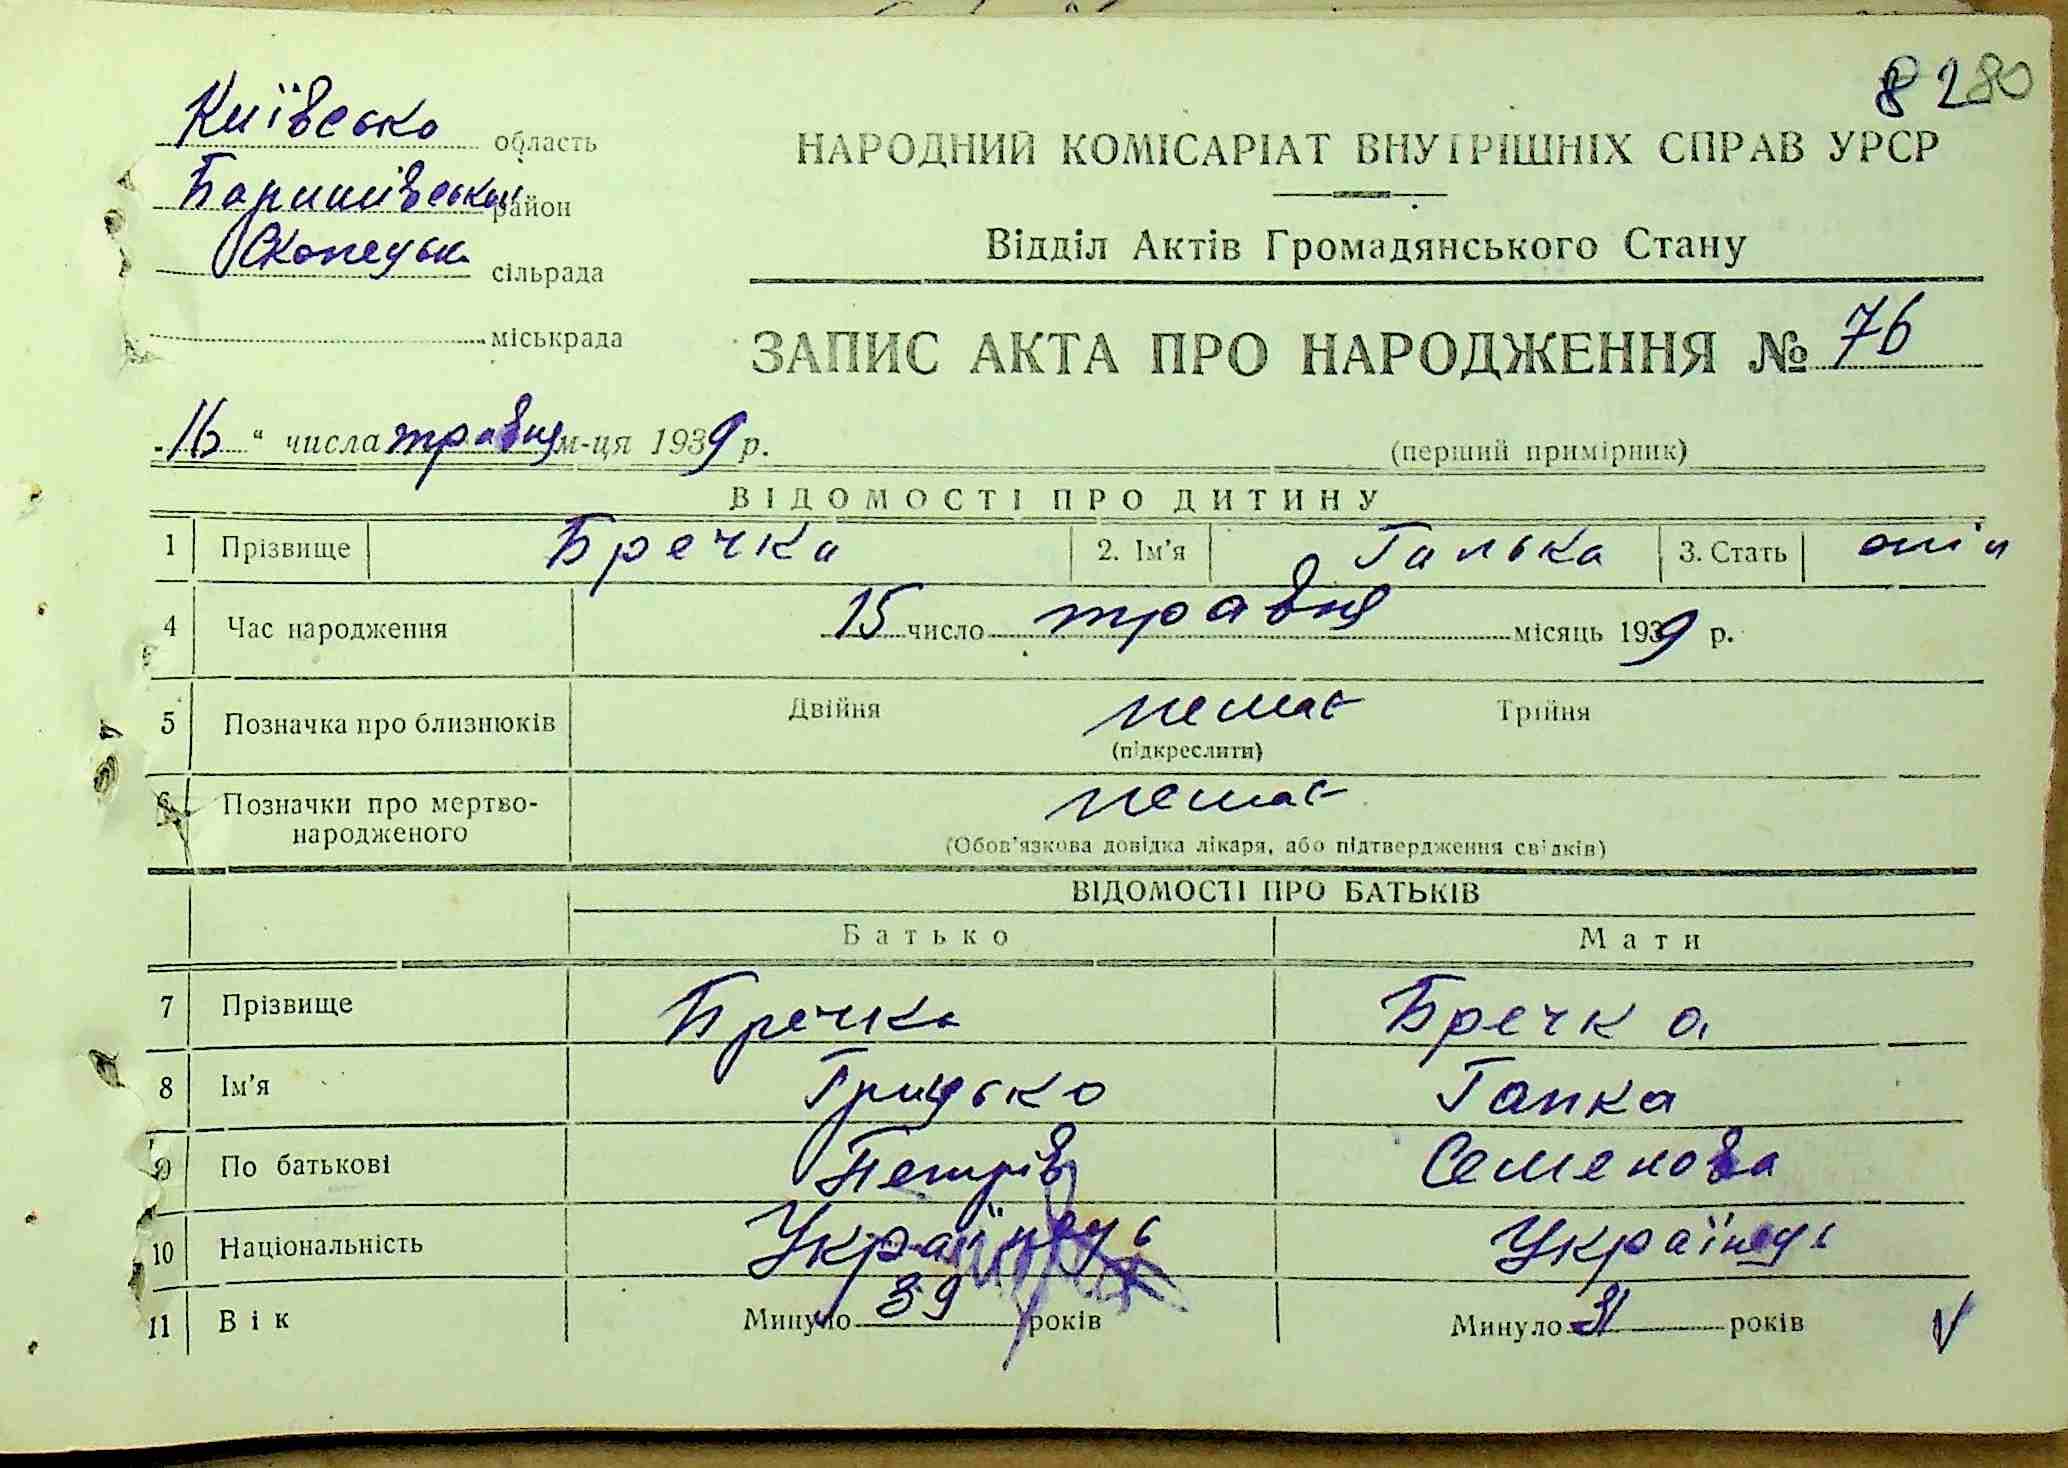 82 80
Київська область
Баришівський район
сільрада
міськрада
НАРОДНИЙ КОМІСАРІАТ ВНУТРІШНІХ СПРАВ УРСР
Відділ Актів Громадянського Стану
ЗАПИС АКТА ПРО НАРОДЖЕННЯ № 76
„16“ числа травня м-ця 1939 р.
(перший примірник)
ВІДОМОСТІ ПРО ДИТИНУ
1 Прізвище Бречка 2. Ім'я Галька 3. Стать
4 Час народження 15 число травня місяць 1939 р.
5 Позначка про близнюків Двійня немає Трійня
(підкреслити)
6 Позначки про мертво- немає
народженого (Обов'язкова довідка лікаря, або підтвердження свідків)
ВІДОМОСТІ ПРО БАТЬКІВ
Батько Мати
7 Прізвище Бречка Бречка
8 Ім'я Грицько Гапка
9 По батькові Петрів Семенова
10 Національність Українець Українець
11 Вік Минуло 39 років Минуло 31 років